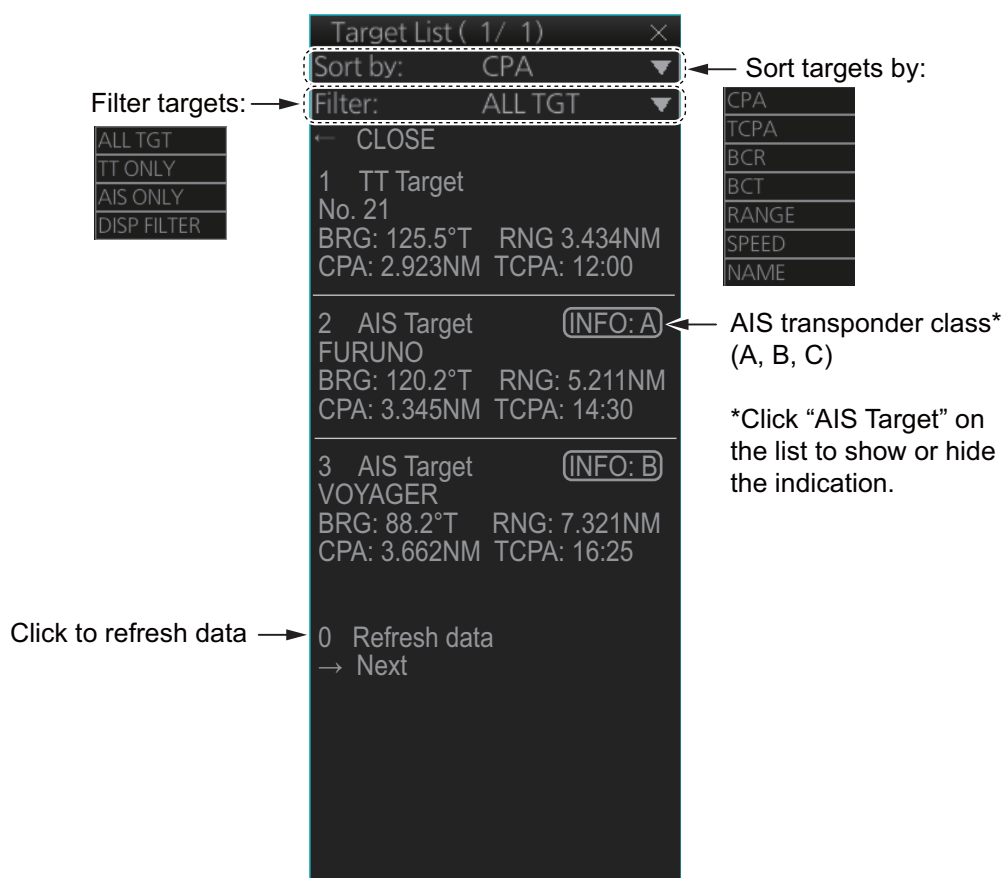 Target List ( 1/ 1) ×
Sort by: CPA ▼
Sort targets by:
CPA
TCPA
BCR
BCT
RANGE
SPEED
NAME
Filter targets:
ALL TGT
TT ONLY
AIS ONLY
DISP FILTER
Filter: ALL TGT ▼
← CLOSE
1 TT Target
No. 21
BRG: 125.5°T RNG 3.434NM
CPA: 2.923NM TCPA: 12:00
2 AIS Target INFO: A
FURUNO
BRG: 120.2°T RNG: 5.211NM
CPA: 3.345NM TCPA: 14:30
AIS transponder class*
(A, B, C)
*Click “AIS Target” on
the list to show or hide
the indication.
3 AIS Target INFO: B
VOYAGER
BRG: 88.2°T RNG: 7.321NM
CPA: 3.662NM TCPA: 16:25
Click to refresh data
0 Refresh data
→ Next